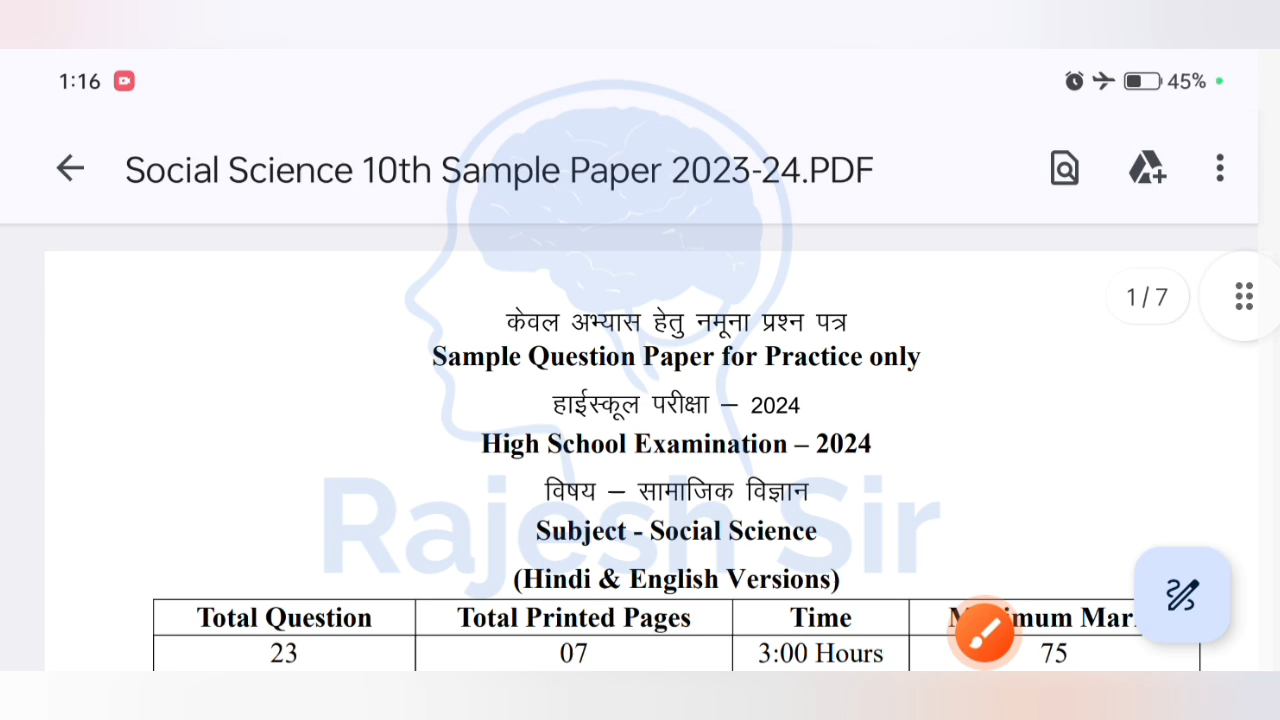 1:16
45%
Social Science 10th Sample Paper 2023-24.PDF
1 / 7
केवल अभ्यास हेतु नमूना प्रश्न पत्र
Sample Question Paper for Practice only
हाईस्कूल परीक्षा – 2024
High School Examination – 2024
विषय – सामाजिक विज्ञान
Subject - Social Science
Rajesh Sir
(Hindi & English Versions)
Total Question Total Printed Pages Time
23 07 3:00 Hours 75